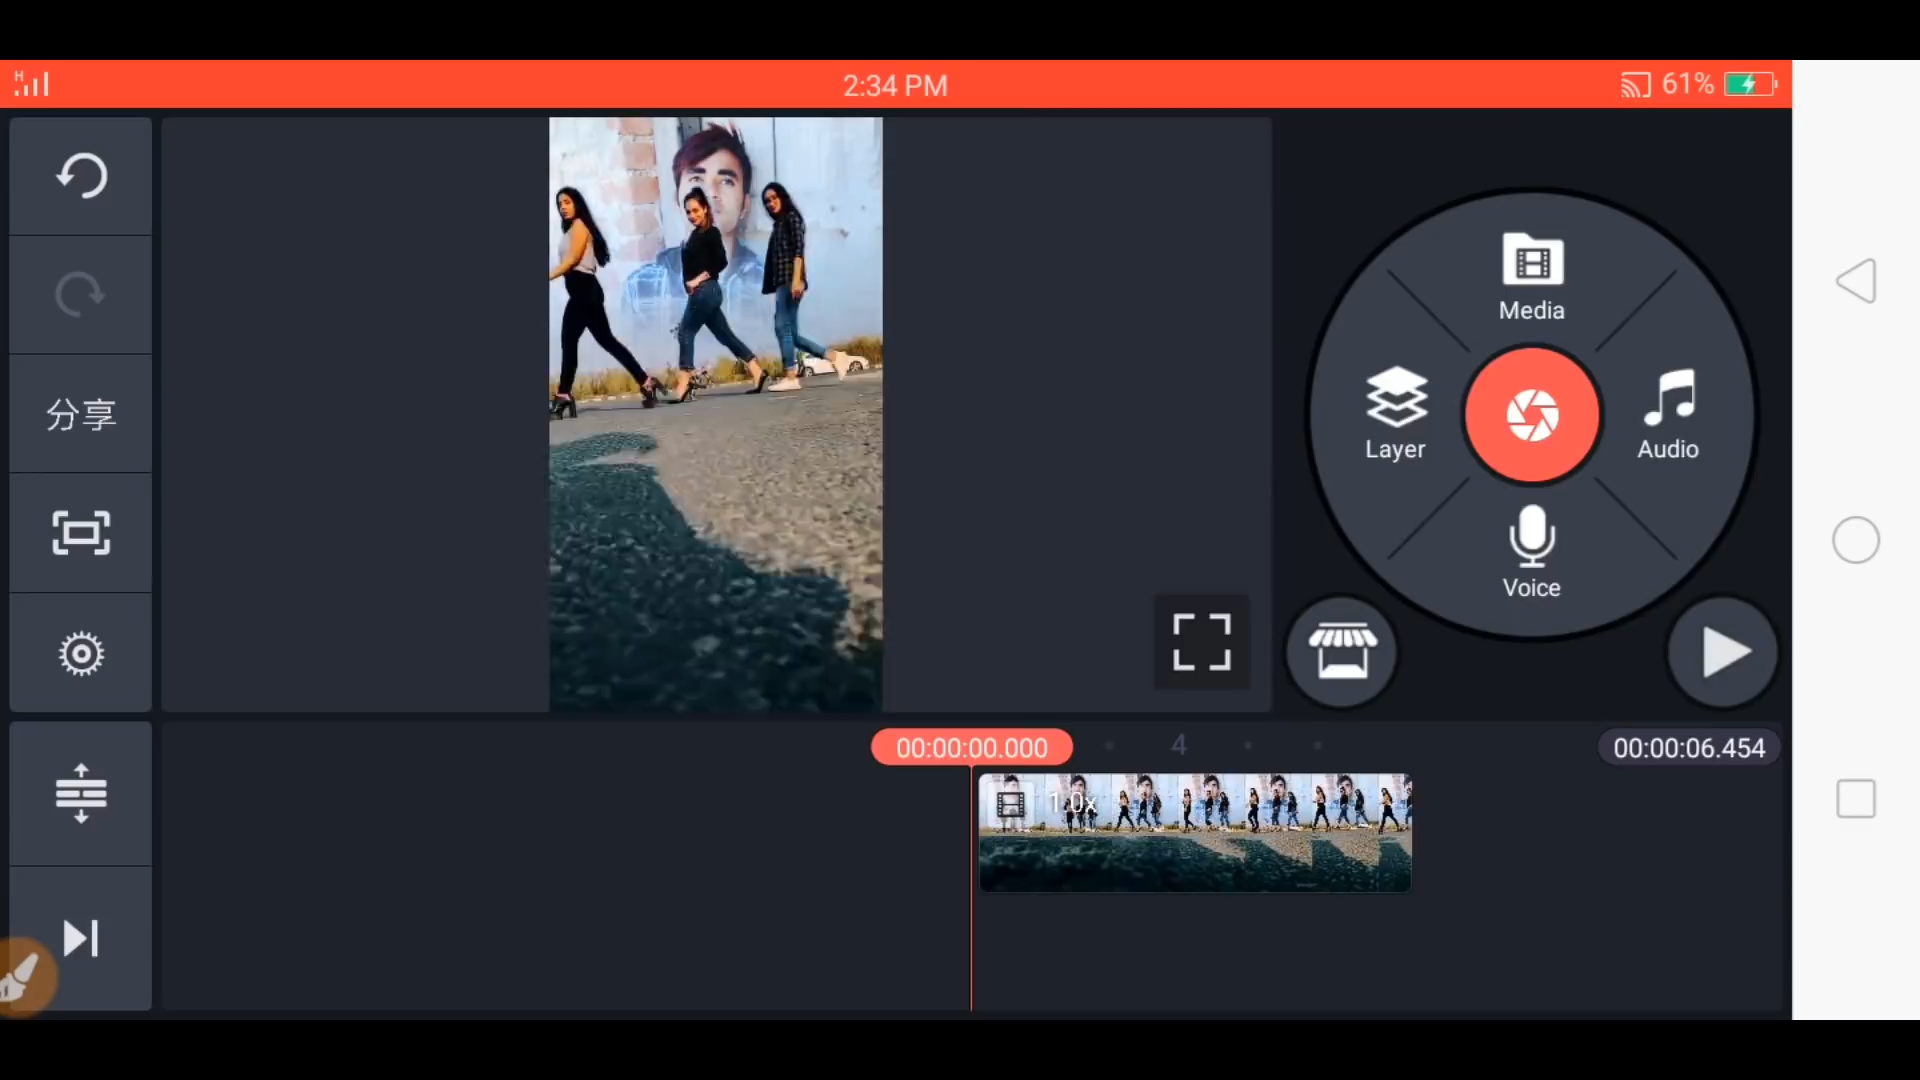 H
2:34 PM
61%
分享
Media
Layer
Audio
Voice
00:00:00.000
4
00:00:06.454
1.0x